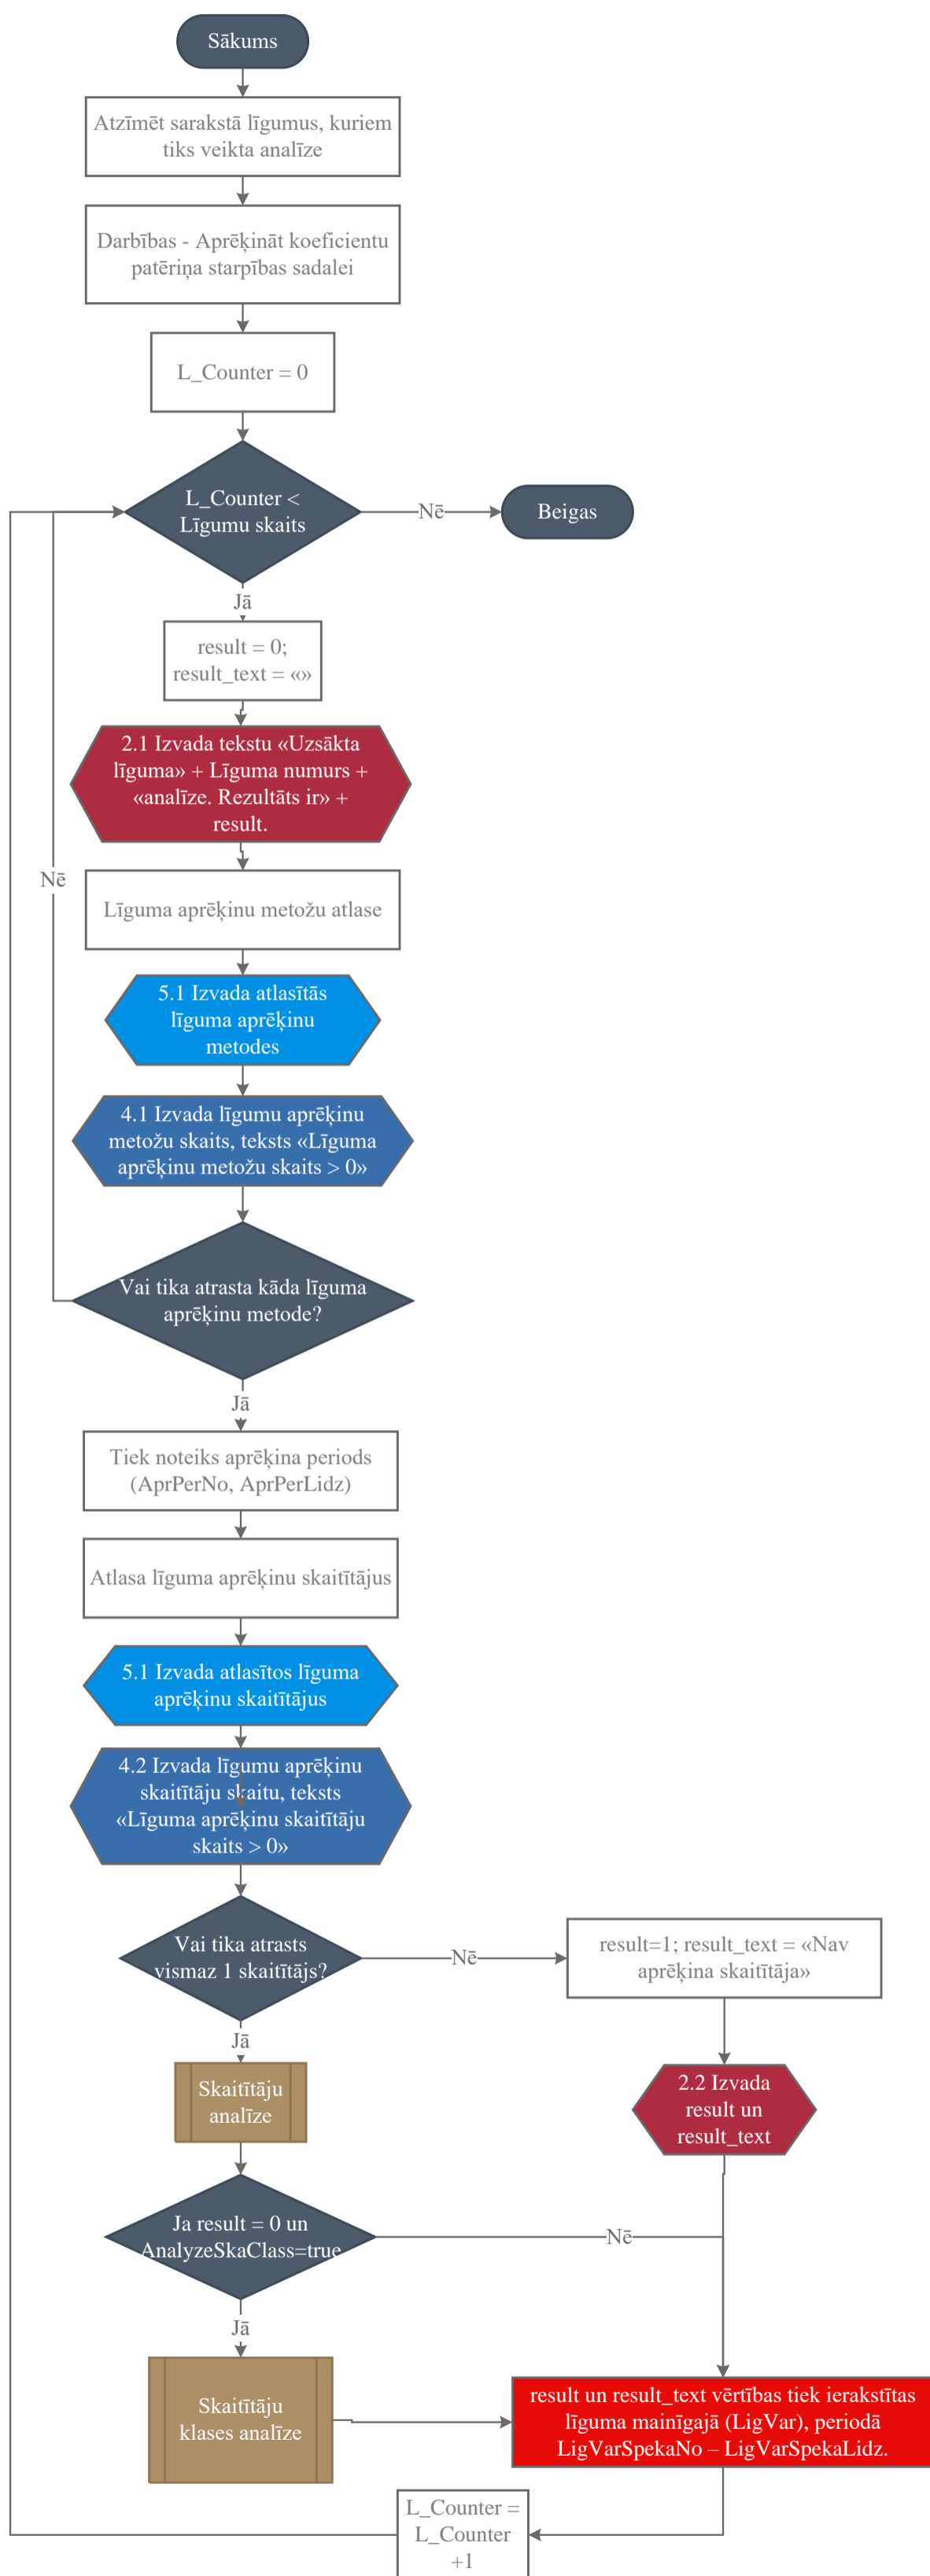 Sākums
Atzīmēt sarakstā līgumus, kuriem
tiks veikta analīze
Darbības - Aprēķināt koeficientu
patēriņa starpības sadalei
L_Counter = 0
L_Counter <
Līgumu skaits
Nē
Beigas
Jā
result = 0;
result_text = «»
2.1 Izvada tekstu «Uzsākta
līguma» + Līguma numurs +
«analīze. Rezultāts ir» +
result.
Nē
Līguma aprēķinu metožu atlase
5.1 Izvada atlasītās
līguma aprēķinu
metodes
4.1 Izvada līgumu aprēķinu
metožu skaits, teksts «Līguma
aprēķinu metožu skaits > 0»
Vai tika atrasta kāda līguma
aprēķinu metode?
Jā
Tiek noteiks aprēķina periods
(AprPerNo, AprPerLidz)
Atlasa līguma aprēķinu skaitītājus
5.1 Izvada atlasītos līguma
aprēķinu skaitītājus
4.2 Izvada līgumu aprēķinu
skaitītāju skaitu, teksts
«Līguma aprēķinu skaitītāju
skaits > 0»
Vai tika atrasts
vismaz 1 skaitītājs?
Nē
result=1; result_text = «Nav
aprēķina skaitītāja»
Jā
Skaitītāju
analīze
2.2 Izvada
result un
result_text
Ja result = 0 un
AnalyzeSkaClass=true
Nē
Jā
Skaitītāju
klases analīze
result un result_text vērtības tiek ierakstītas
līguma mainīgajā (LigVar), periodā
LigVarSpekaNo – LigVarSpekaLidz.
L_Counter =
L_Counter
+1